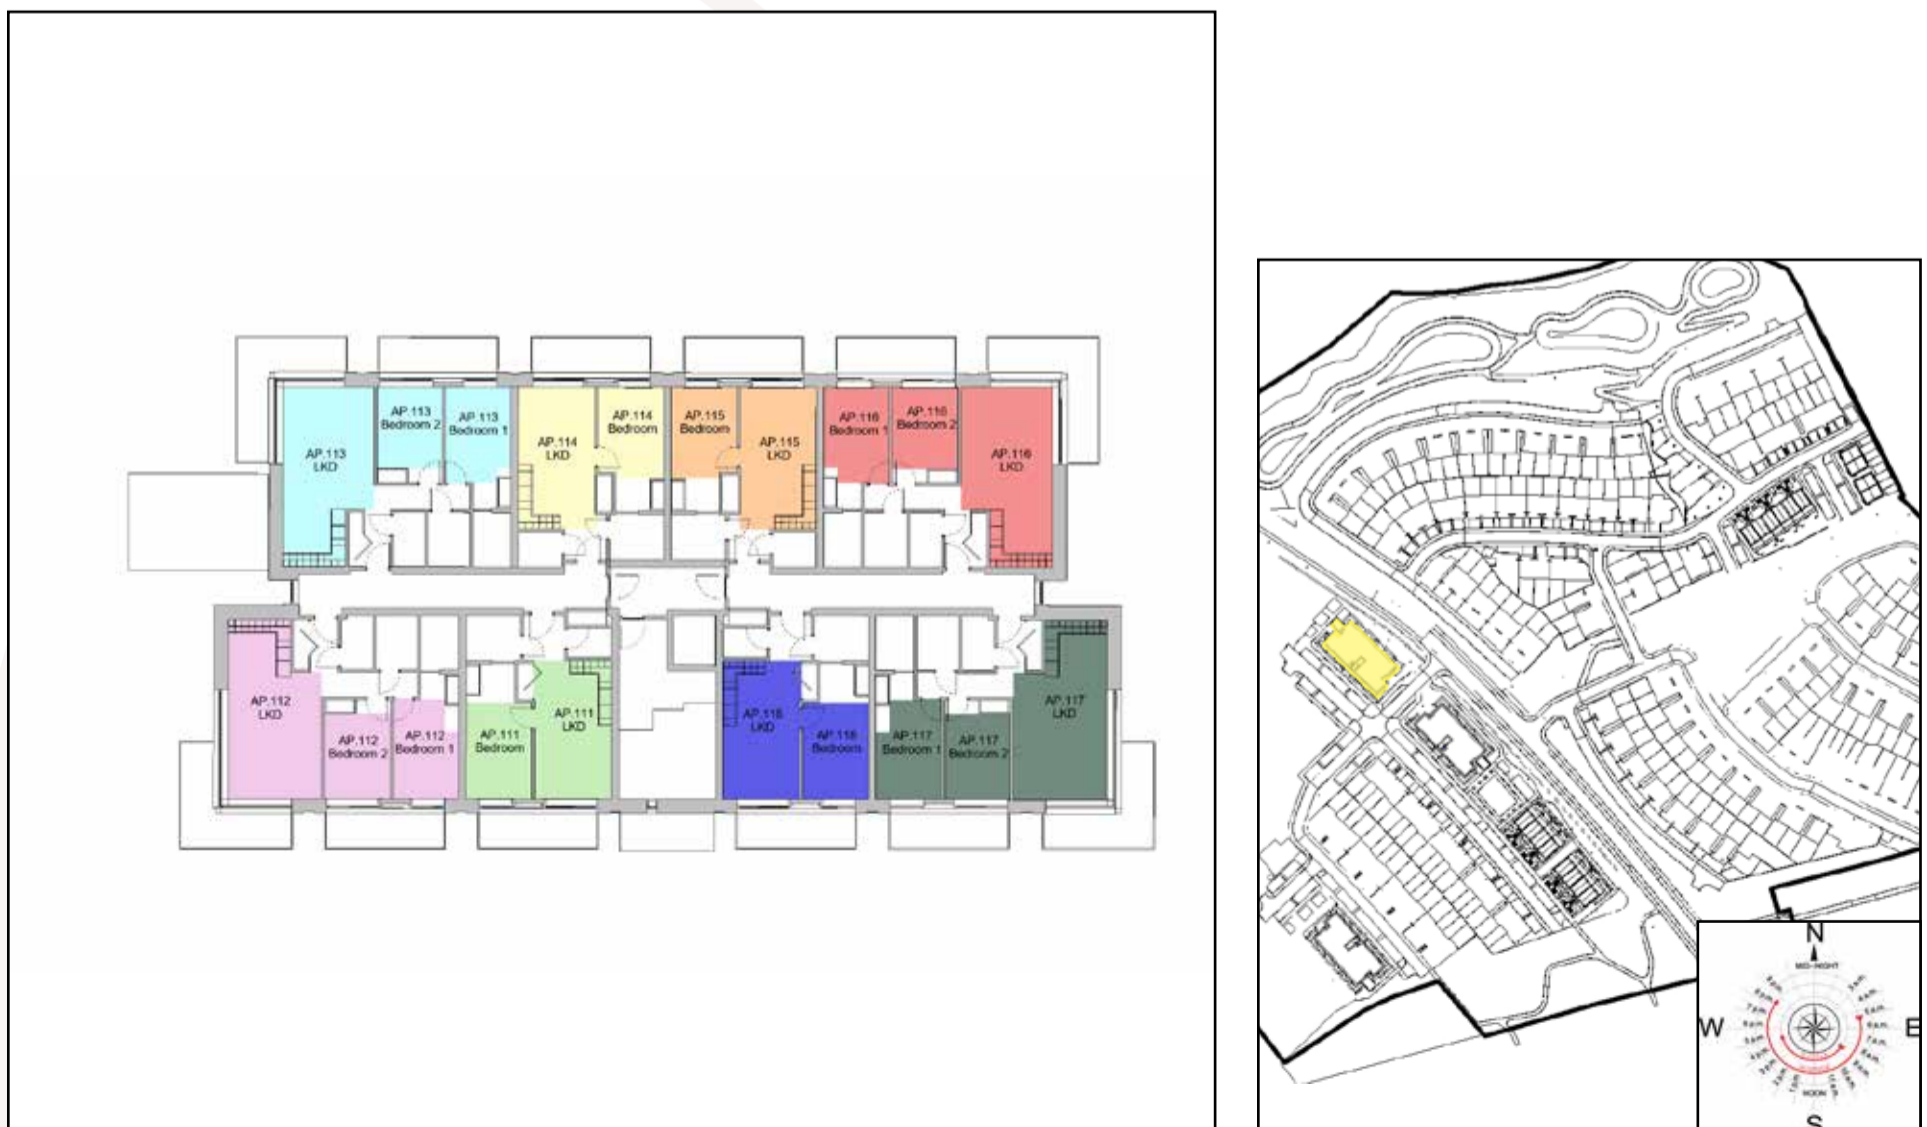 AP.113
LKD
AP.113
Bedroom 2
AP.113
Bedroom 1
AP.114
LKD
AP.114
Bedroom
AP.115
Bedroom
AP.115
LKD
AP.116
Bedroom 1
AP.116
Bedroom 2
AP.116
LKD
AP.112
LKD
AP.112
Bedroom 2
AP.112
Bedroom 1
AP.111
Bedroom
AP.111
LKD
AP.118
LKD
AP.118
Bedroom
AP.117
Bedroom 1
AP.117
Bedroom 2
AP.117
LKD
N
MID-NIGHT
W
E
NOON
S